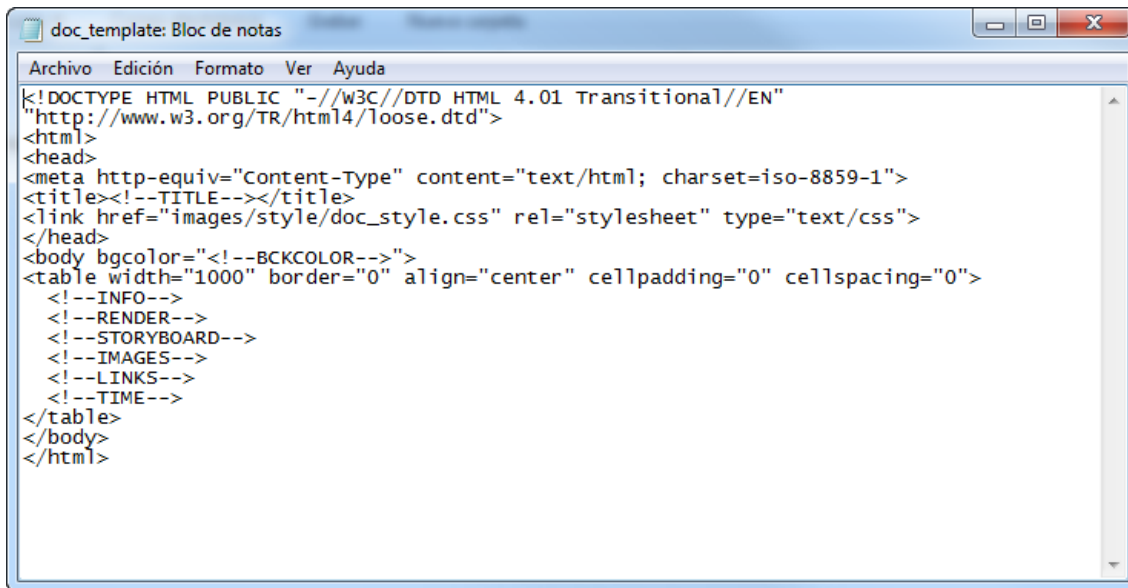 doc_template: Bloc de notas
Archivo Edición Formato Ver Ayuda
<!DOCTYPE HTML PUBLIC "-//W3C//DTD HTML 4.01 Transitional//EN"
"http://www.w3.org/TR/html4/loose.dtd">
<html>
<head>
<meta http-equiv="Content-Type" content="text/html; charset=iso-8859-1">
<title><!--TITLE--></title>
<link href="images/style/doc_style.css" rel="stylesheet" type="text/css">
</head>
<body bgcolor="<!--BCKCOLOR-->">
<table width="1000" border="0" align="center" cellpadding="0" cellspacing="0">
  <!--INFO-->
  <!--RENDER-->
  <!--STORYBOARD-->
  <!--IMAGES-->
  <!--LINKS-->
  <!--TIME-->
</table>
</body>
</html>